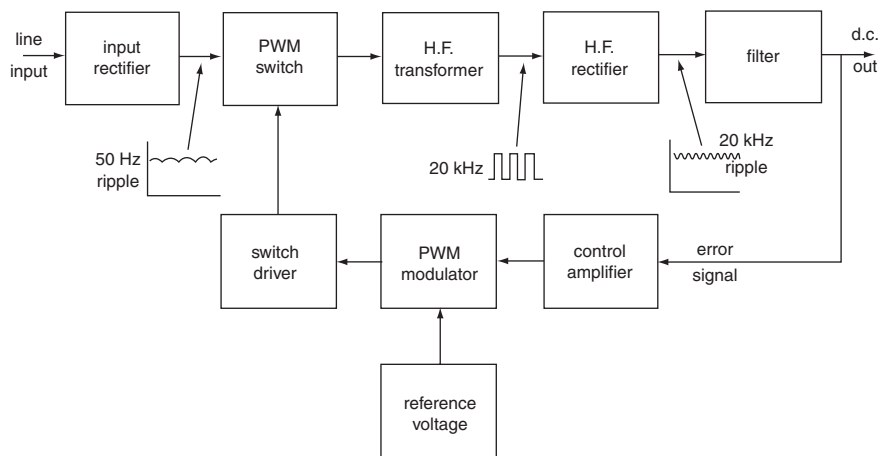 line
input
input
rectifier
PWM
switch
H.F.
transformer
H.F.
rectifier
filter
d.c.
out
50 Hz
ripple
20 kHz
20 kHz
ripple
switch
driver
PWM
modulator
control
amplifier
error
signal
reference
voltage